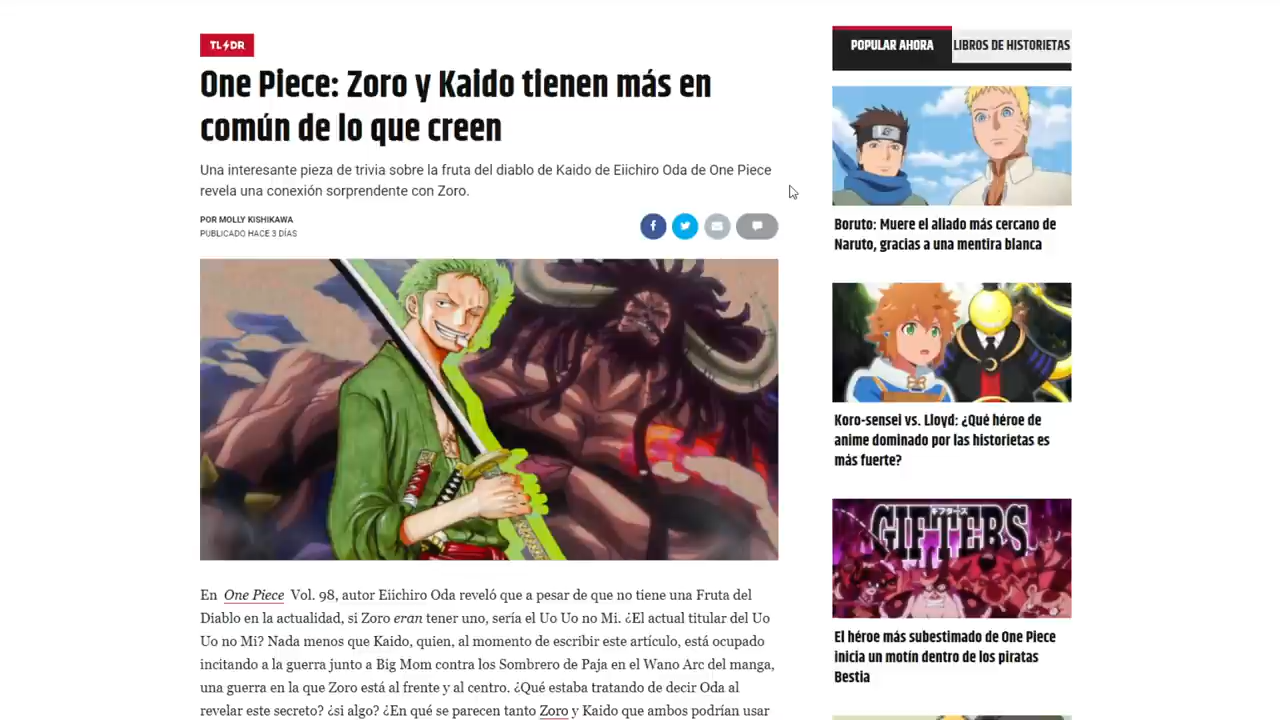 TL⚡DR
One Piece: Zoro y Kaido tienen más en
común de lo que creen
Una interesante pieza de trivia sobre la fruta del diablo de Kaido de Eiichiro Oda de One Piece
revela una conexión sorprendente con Zoro.
POR MOLLY KISHIKAWA
PUBLICADO HACE 3 DÍAS
En One Piece Vol. 98, autor Eiichiro Oda reveló que a pesar de que no tiene una Fruta del
Diablo en la actualidad, si Zoro eran tener uno, sería el Uo Uo no Mi. ¿El actual titular del Uo
Uo no Mi? Nada menos que Kaido, quien, al momento de escribir este artículo, está ocupado
incitando a la guerra junto a Big Mom contra los Sombrero de Paja en el Wano Arc del manga,
una guerra en la que Zoro está al frente y al centro. ¿Qué estaba tratando de decir Oda al
revelar este secreto? ¿si algo? ¿En qué se parecen tanto Zoro y Kaido que ambos podrían usar
POPULAR AHORA
LIBROS DE HISTORIETAS
Boruto: Muere el aliado más cercano de
Naruto, gracias a una mentira blanca
Koro-sensei vs. Lloyd: ¿Qué héroe de
anime dominado por las historietas es
más fuerte?
ギフターズ
GIFTERS
El héroe más subestimado de One Piece
inicia un motín dentro de los piratas
Bestia